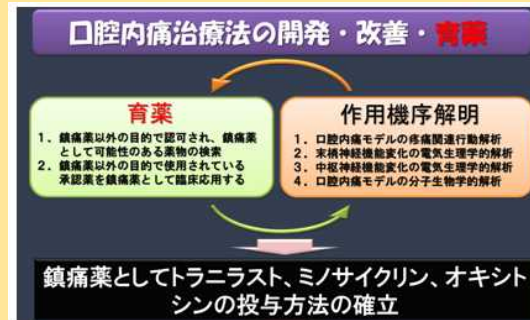 口腔内痛治療法の開発・改善・育薬
育薬
1．鎮痛薬以外の目的で認可され、鎮痛薬
として可能性のある薬物の検索
2．鎮痛薬以外の目的で使用されている
承認薬を鎮痛薬として臨床応用する
作用機序解明
1．口腔内痛モデルの疼痛関連行動解析
2．末梢神経機能変化の電気生理学的解析
3．中枢神経機能変化の電気生理学的解析
4．口腔内痛モデルの分子生物学的解析
鎮痛薬としてトラニラスト、ミノサイクリン、オキシト
シンの投与方法の確立